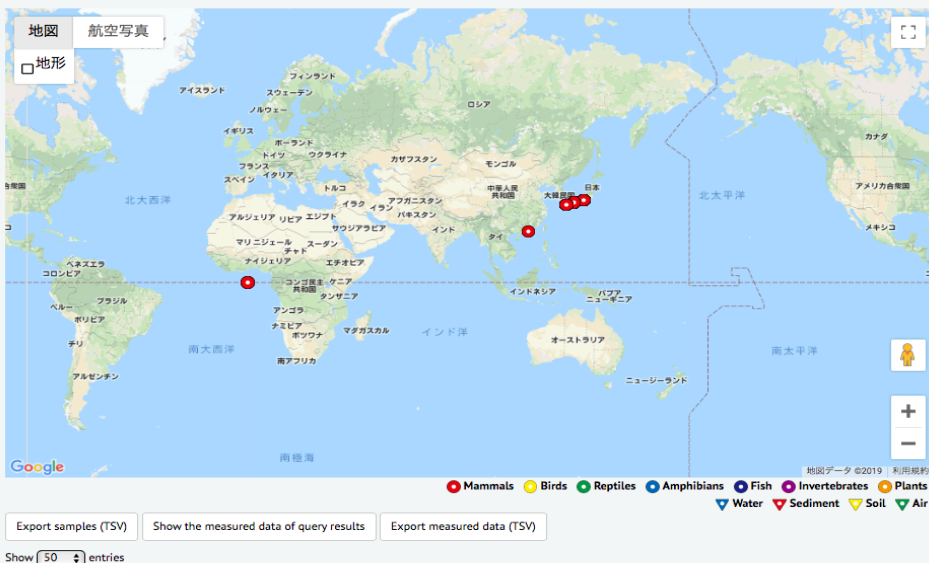 地図 航空写真
地形
フィンランド
アイスランド
スウェーデン
ロシア
ノルウェー
イギリス
カナダ
ポーランド
ドイツ ウクライナ
フランス
カザフスタン
モンゴル
スペイン イタリア
合衆国
トルコ
中華人民
共和国
大韓民国
日本
アメリカ合衆国
北大西洋
イラク
アフガニスタン
北太平洋
イラン
パキスタン
アルジェリア リビア エジプト
サウジアラビア
インド
メキシコ
コ
タイ
マリ ニジェール スーダン
チャド
ナイジェリア エチオピア
ベネズエラ
コロンビア
コンゴ民主
共和国
ケニア
タンザニア
インドネシア
パプア
ニューギニア
ペルー
ブラジル
ボリビア
アンゴラ
ナミビア
ボツワナ
マダガスカル
インド洋
チリ
南大西洋
オーストラリア
南太平洋
南アフリカ
アルゼンチン
ニュージーランド
南極海
Google
地図データ ©2019 利用規約
Mammals Birds Reptiles Amphibians Fish Invertebrates Plants
Water Sediment Soil Air
Export samples (TSV) Show the measured data of query results Export measured data (TSV)
Show 50 entries